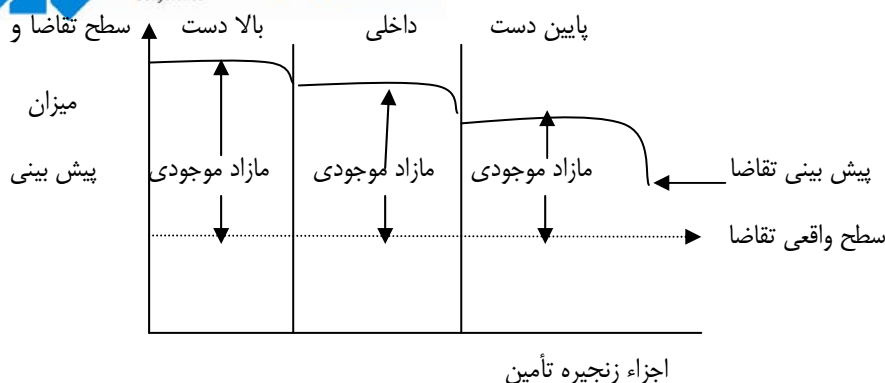 سطح تقاضا و
میزان
پیش بینی
بالا دست
داخلی
پایین دست
مازاد موجودی
مازاد موجودی
مازاد موجودی
پیش بینی تقاضا
سطح واقعی تقاضا
اجزاء زنجیره تأمین